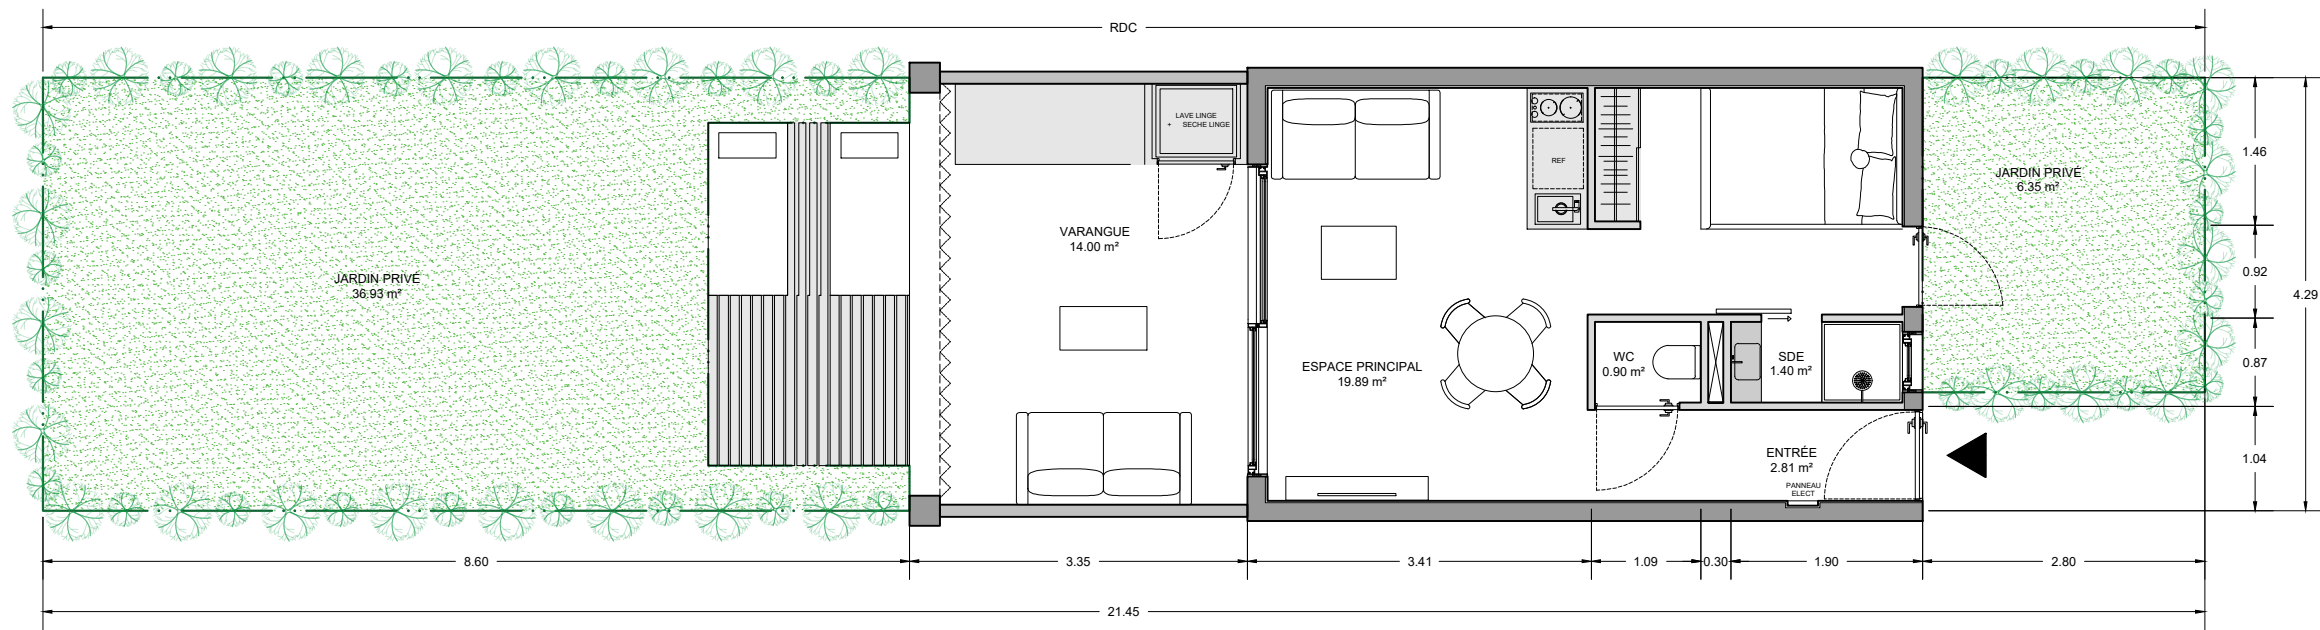 RDC
LAVE LINGE
+ SECHE LINGE
REF
JARDIN PRIVÉ
6.35 m²
VARANGUE
14.00 m²
JARDIN PRIVÉ
36.93 m²
ESPACE PRINCIPAL
19.89 m²
WC
0.90 m²
SDE
1.40 m²
ENTRÉE
2.81 m²
PANNEAU
ELECT
1.46
0.92
4.29
0.87
1.04
8.60
3.35
3.41
1.09
0.30
1.90
2.80
21.45